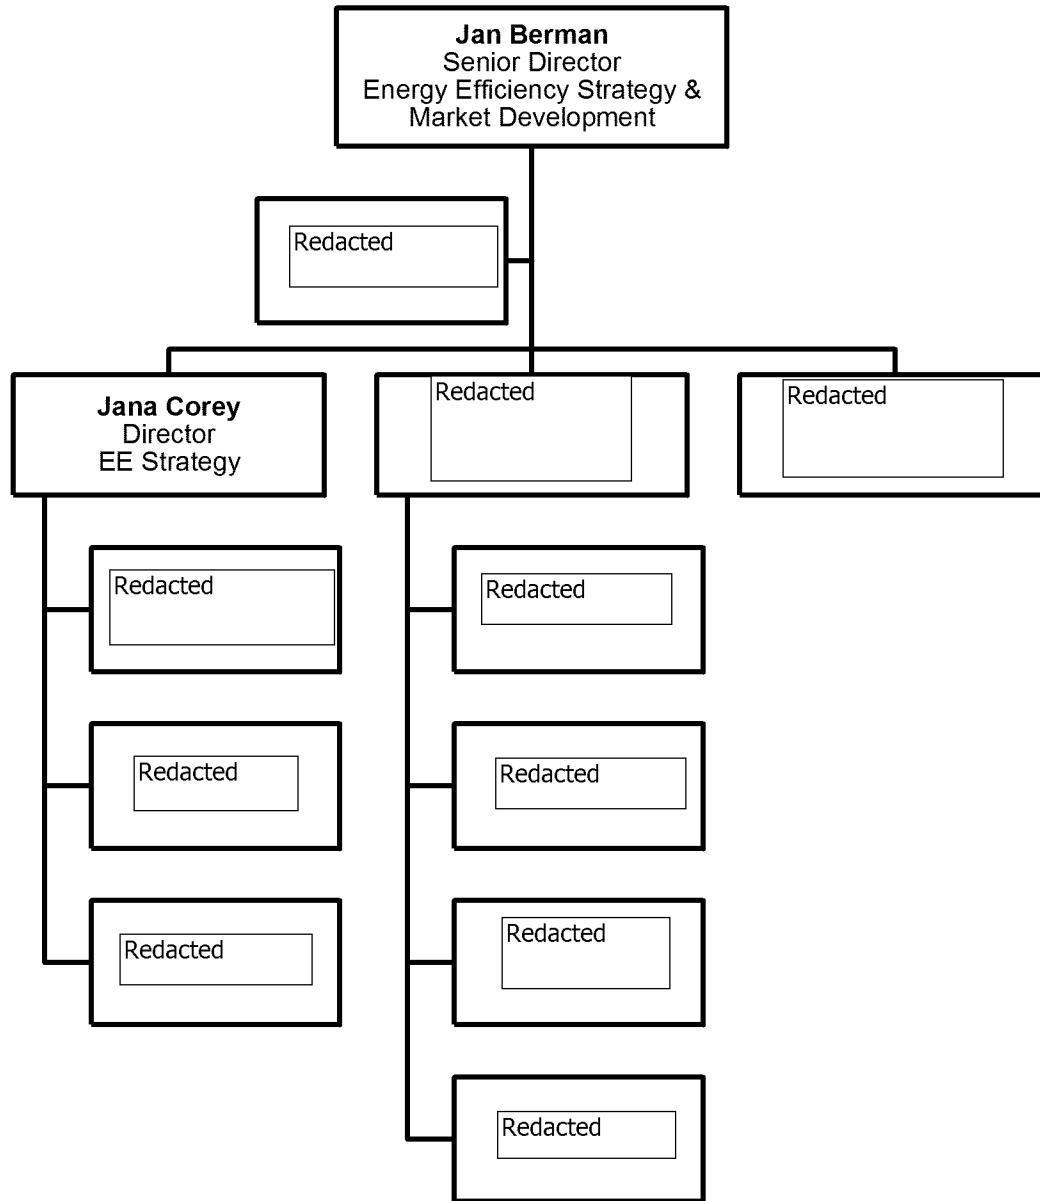 Jan Berman
Senior Director
Energy Efficiency Strategy &
Market Development
Redacted
Jana Corey
Director
EE Strategy
Redacted
Redacted
Redacted
Redacted
Redacted
Redacted
Redacted
Redacted
Redacted